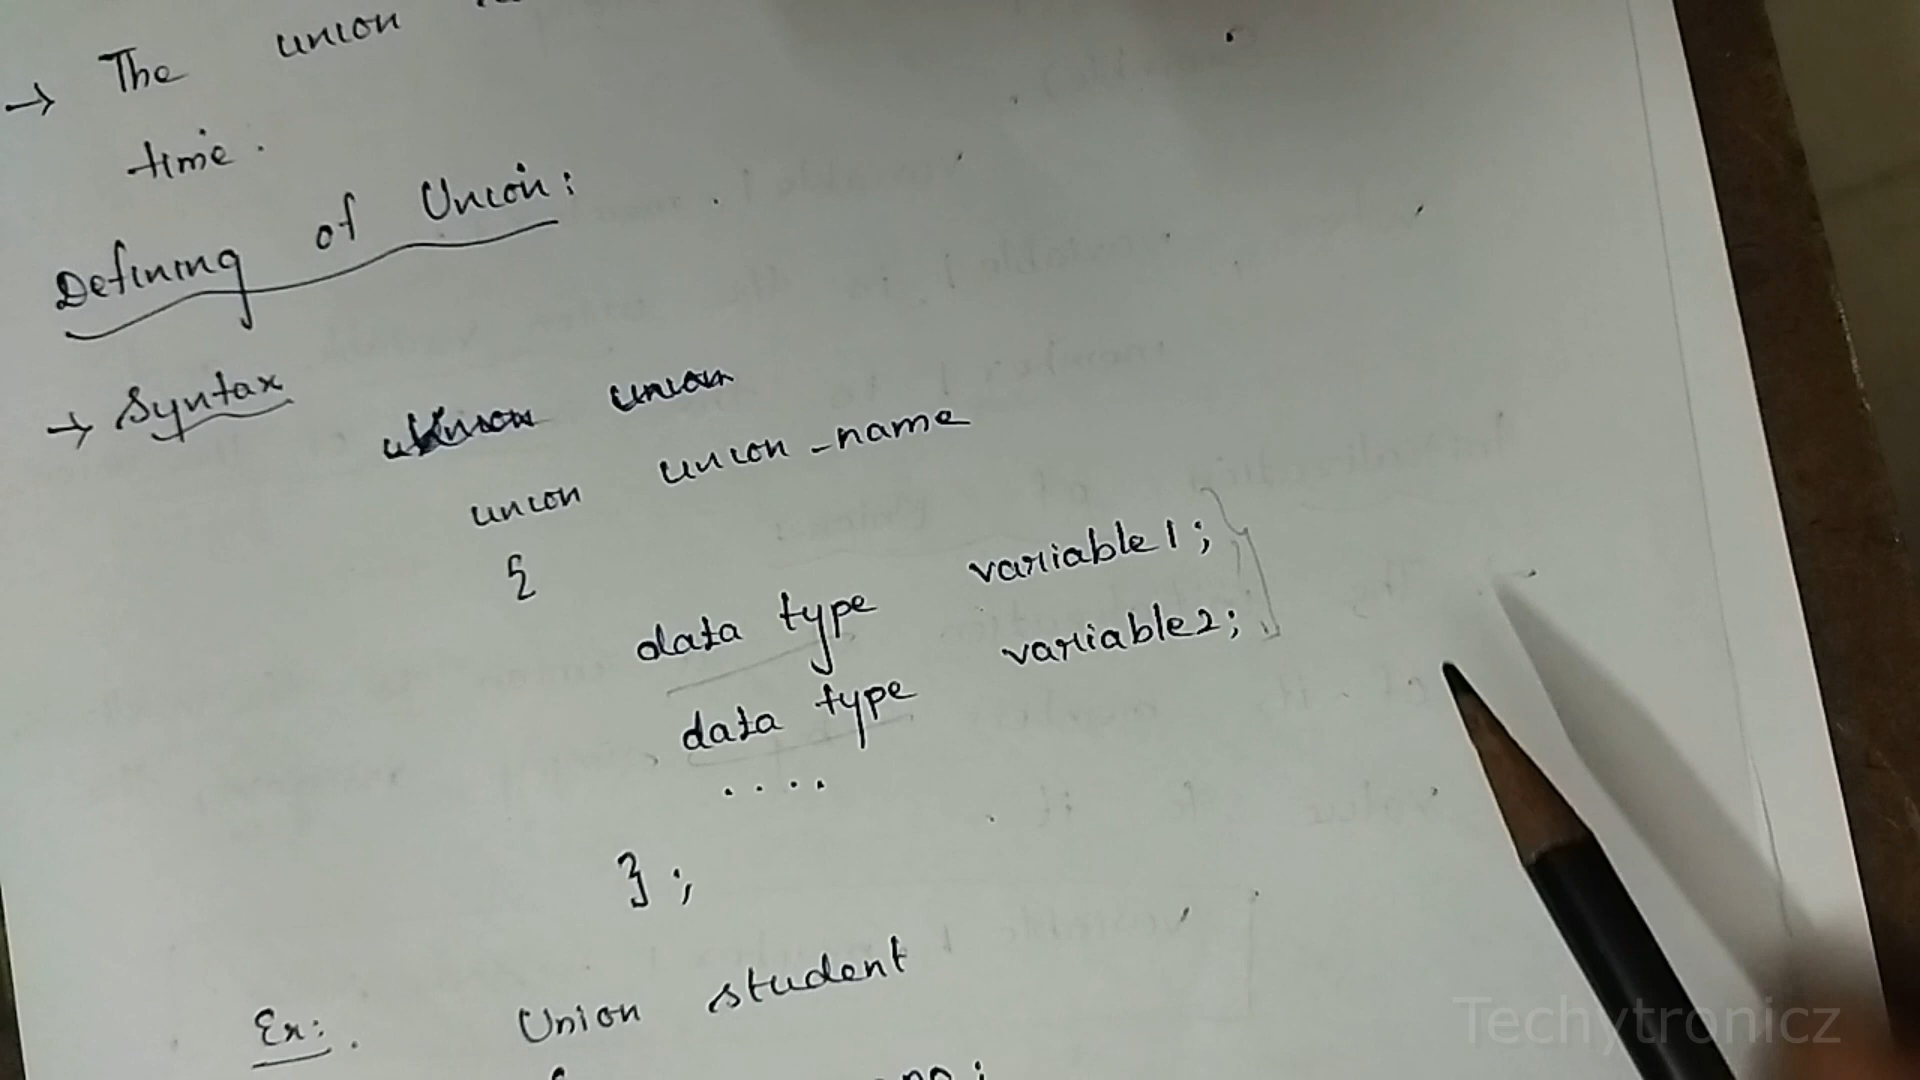 → The union
time.
Defining of Union:
→ Syntax
union
union union_name
{
data type variable1;
data type variable2;
....
};
Ex: Union student
Techytronicz